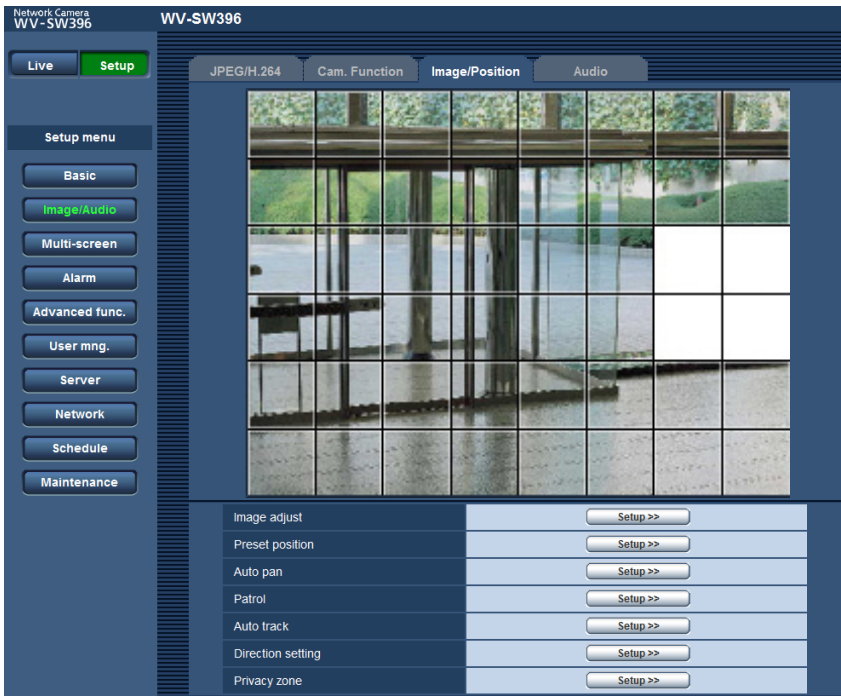 Network Camera
WV-SW396
WV-SW396
Live
Setup
JPEG/H.264
Cam. Function
Image/Position
Audio
Setup menu
Basic
Image/Audio
Multi-screen
Alarm
Advanced func.
User mng.
Server
Network
Schedule
Maintenance
Image adjust
Setup >>
Preset position
Setup >>
Auto pan
Setup >>
Patrol
Setup >>
Auto track
Setup >>
Direction setting
Setup >>
Privacy zone
Setup >>